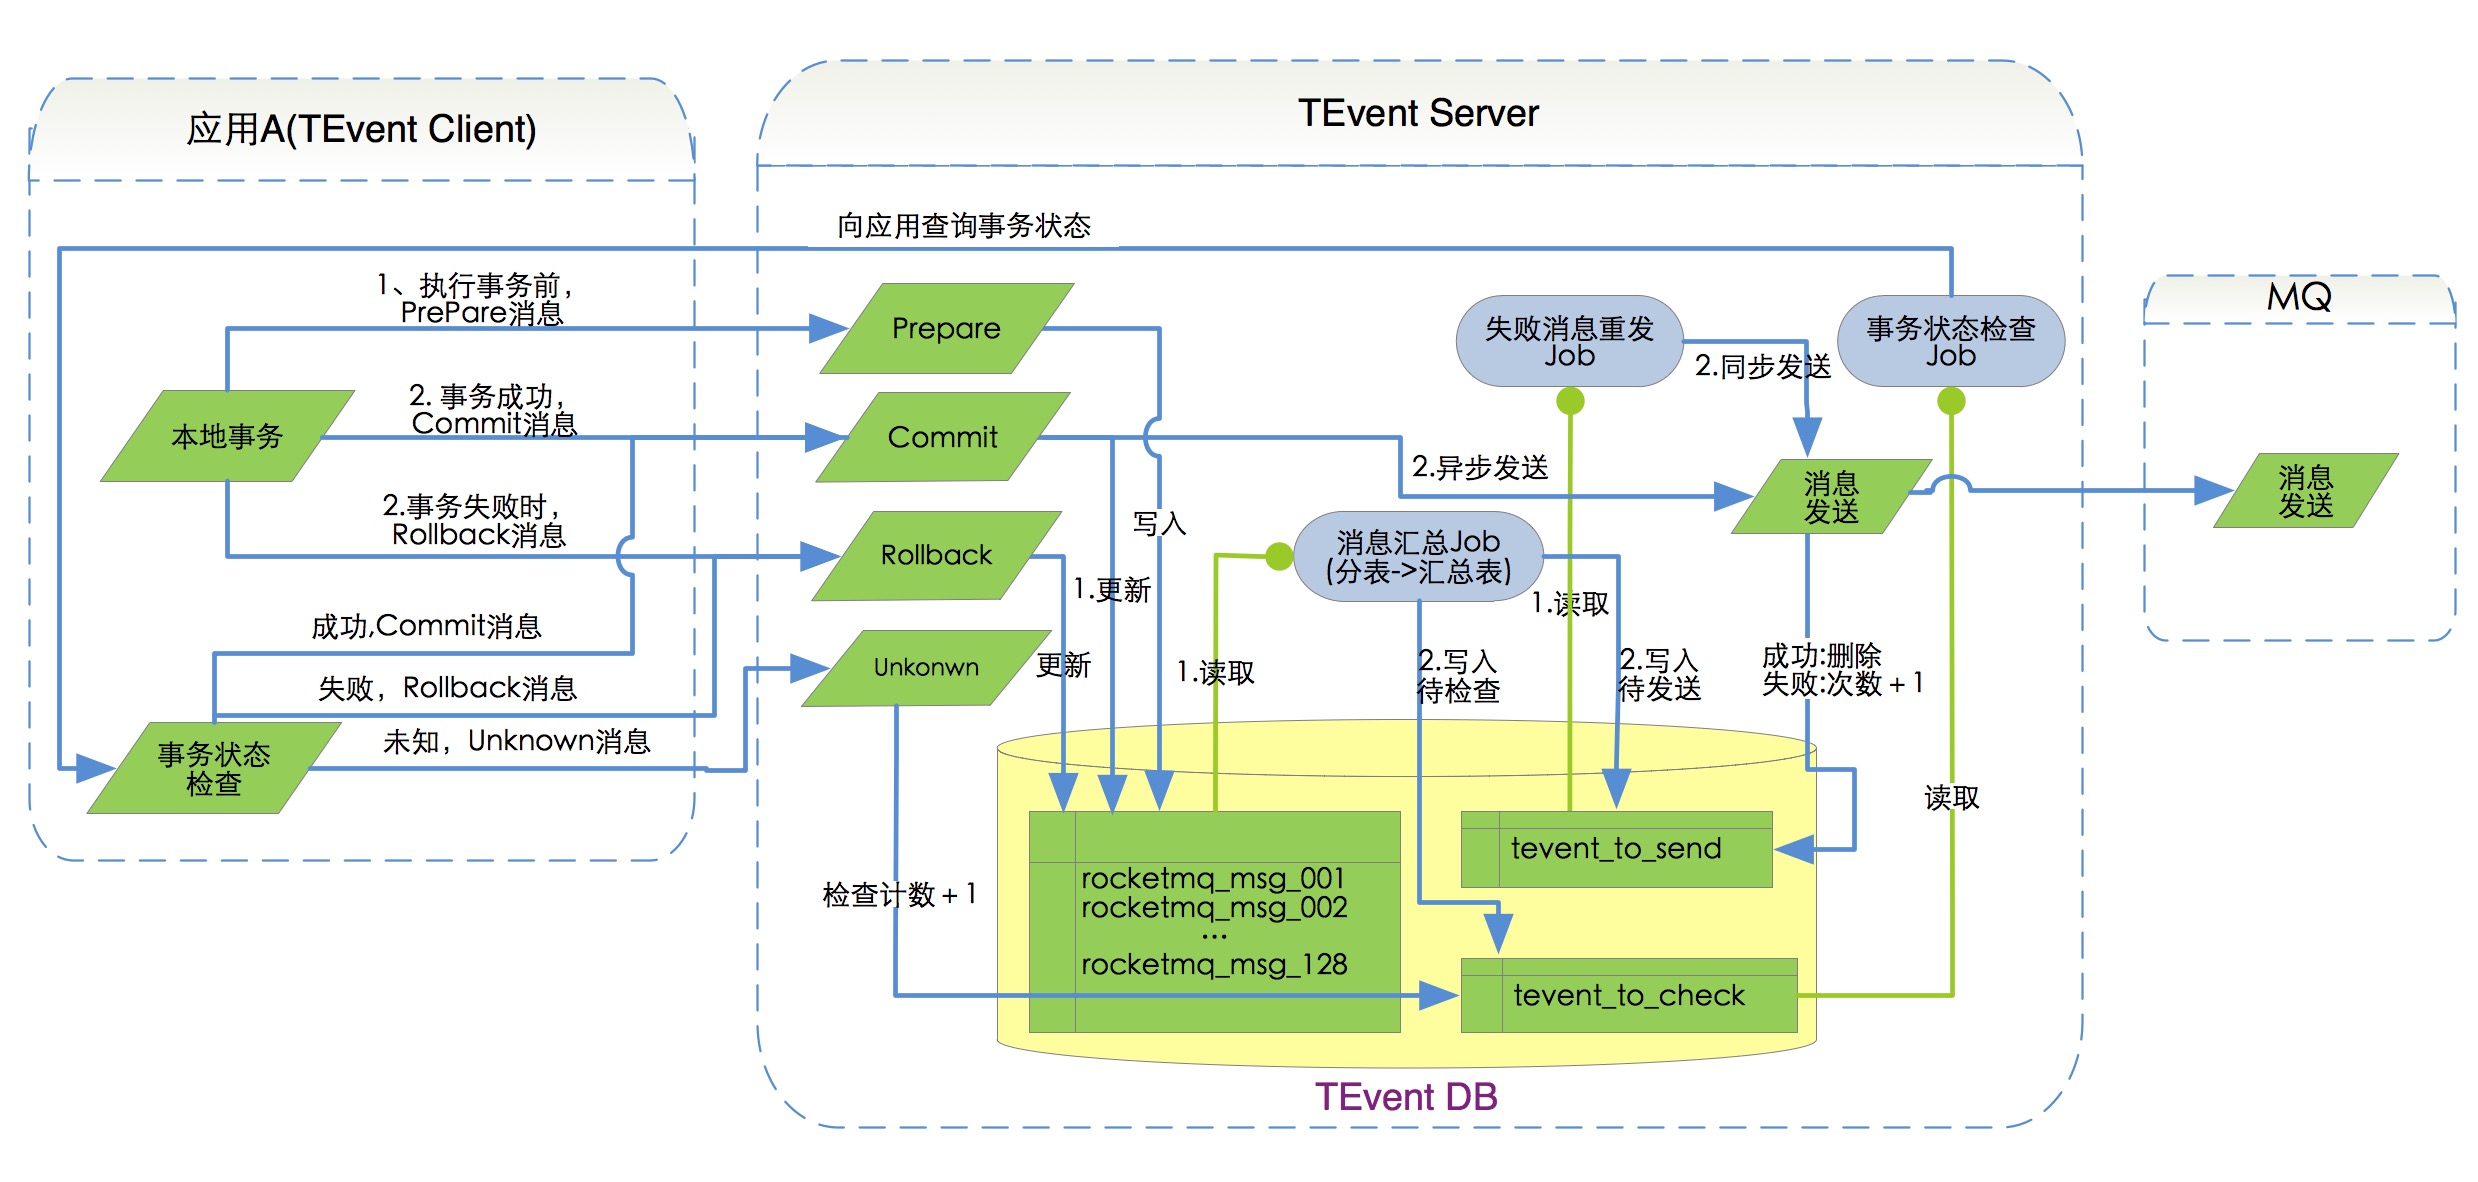 应用A(TEvent Client)
TEvent Server
MQ
向应用查询事务状态
1、执行事务前，
PrePare消息
Prepare
失败消息重发
Job
事务状态检查
Job
2.同步发送
2. 事务成功，
Commit消息
本地事务
Commit
2.异步发送
消息
发送
消息
发送
2.事务失败时，
Rollback消息
写入
Rollback
消息汇总Job
(分表->汇总表)
1.更新
1.读取
成功,Commit消息
Unkonwn
更新
1.读取
2.写入
待检查
2.写入
待发送
成功:删除
失败:次数＋1
失败，Rollback消息
未知，Unknown消息
事务状态
检查
读取
tevent_to_send
检查计数＋1
rocketmq_msg_001
rocketmq_msg_002
...
rocketmq_msg_128
tevent_to_check
TEvent DB